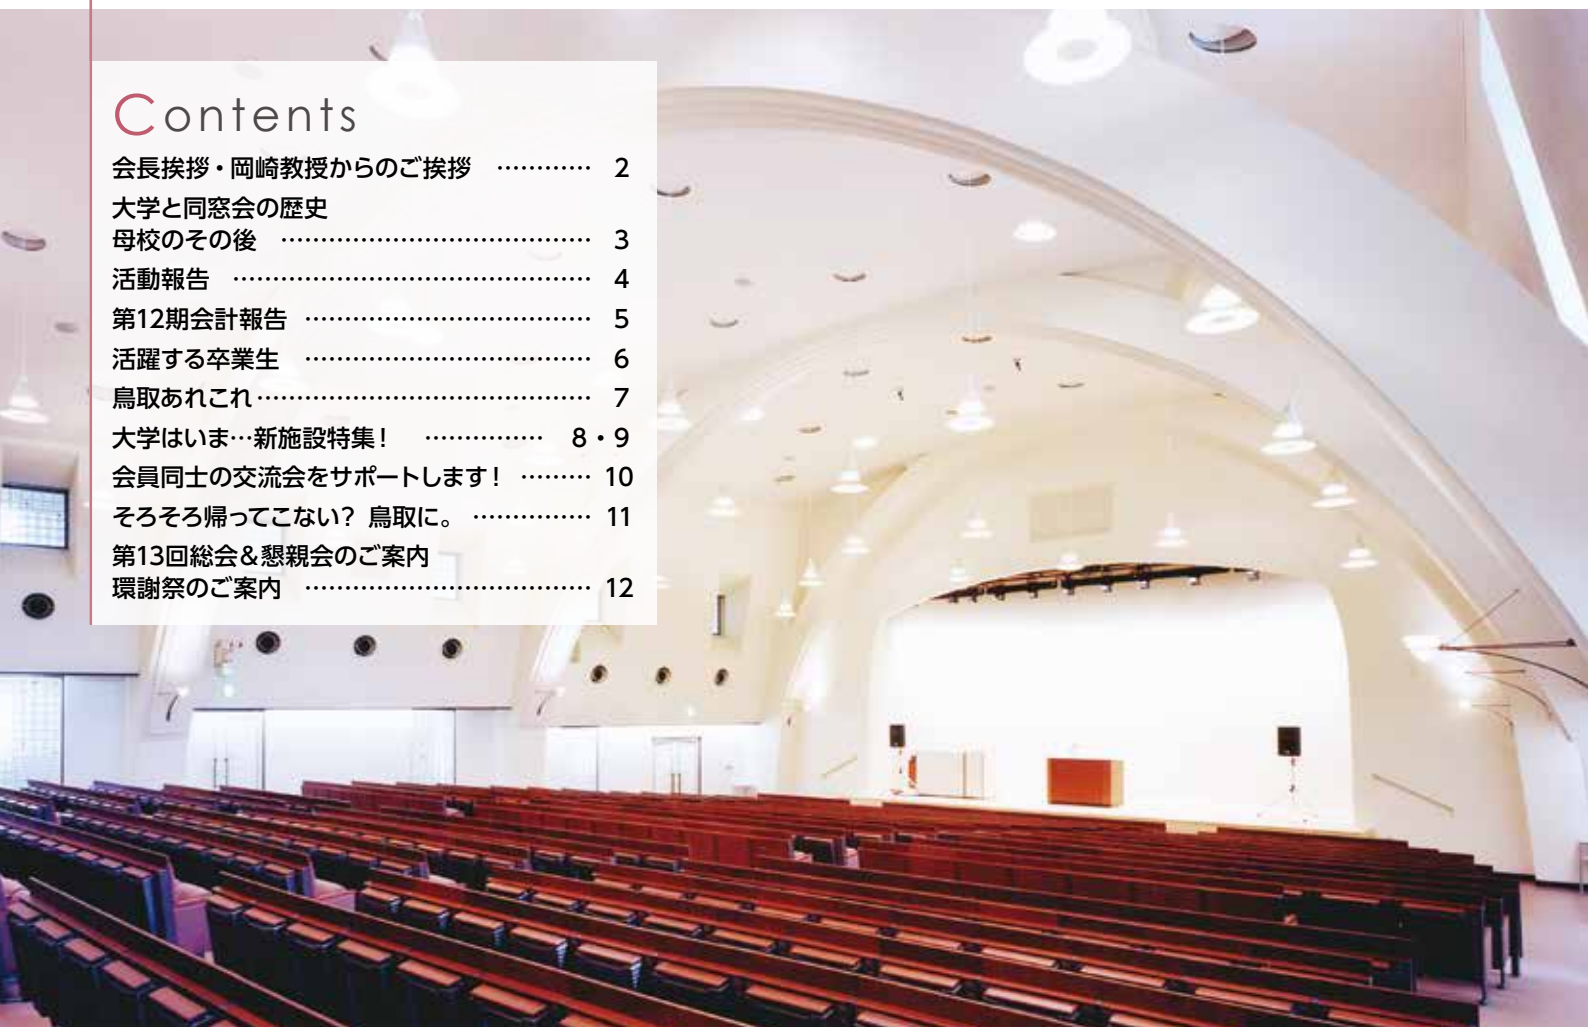 Contents
会長挨拶・岡崎教授からのご挨拶 ………… 2
大学と同窓会の歴史
母校のその後 ………………………………… 3
活動報告 ……………………………………… 4
第12期会計報告 ……………………………… 5
活躍する卒業生 ……………………………… 6
鳥取あれこれ …………………………………… 7
大学はいま…新施設特集！ …………… 8・9
会員同士の交流会をサポートします！ ……… 10
そろそろ帰ってこない？ 鳥取に。 …………… 11
第13回総会＆懇親会のご案内
環謝祭のご案内 ……………………………… 12